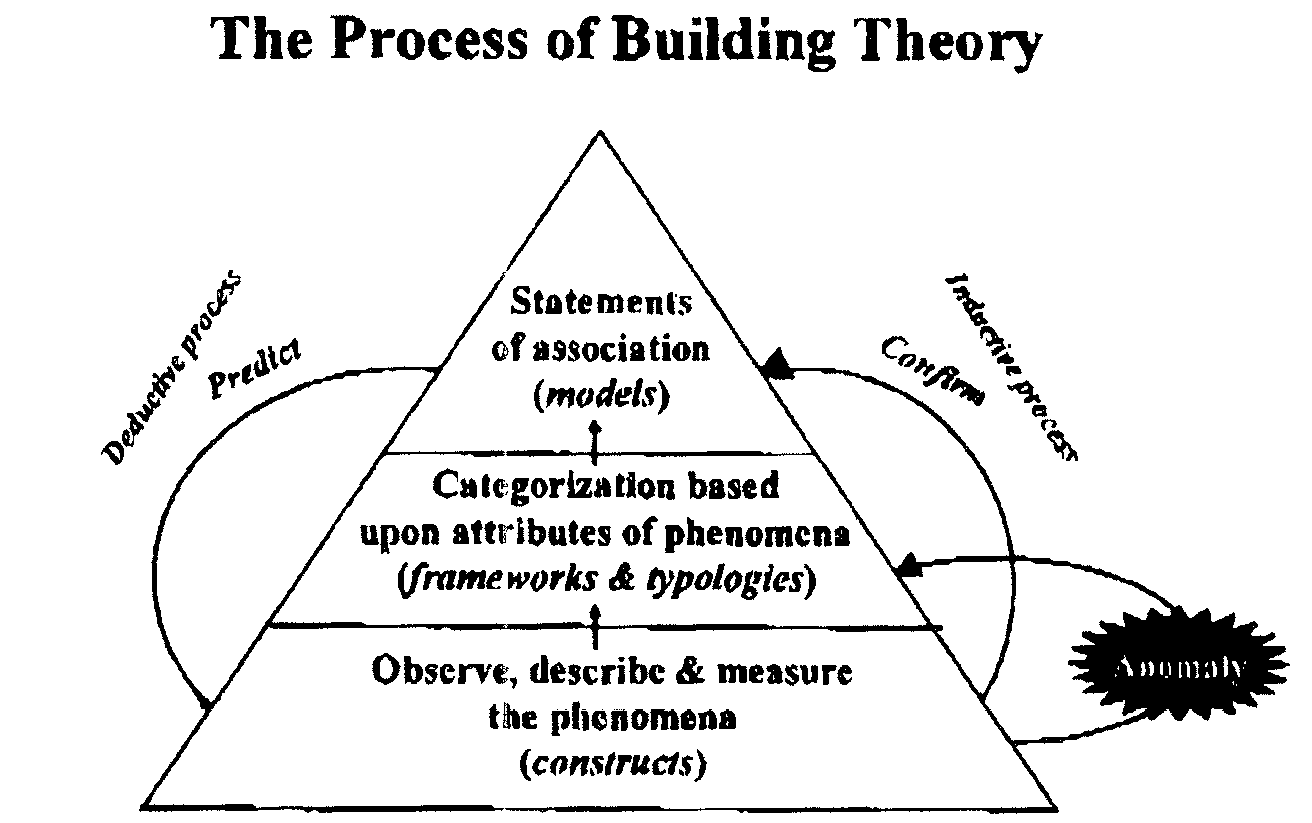 The Process of Building Theory
Deductive process
Predict
Statements
of association
(models)
Confirm
Inductive process
Categorization based
upon attributes of phenomena
(frameworks & typologies)
Observe, describe & measure
the phenomena
(constructs)
Anomaly